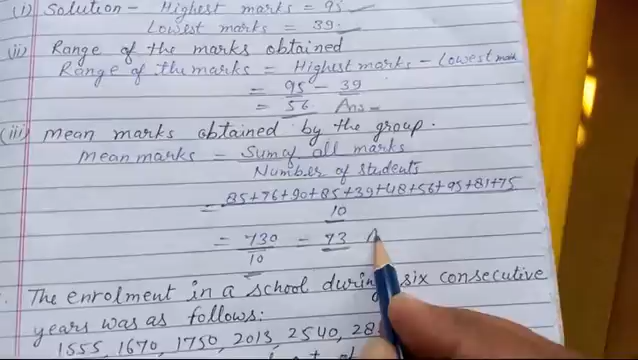 (i) Solution - Highest marks = 95
Lowest marks = 39.
(ii) Range of the marks obtained
Range of the marks = Highest marks - Lowest mark
= 95 - 39
= 56 Ans -
(iii) Mean marks obtained by the group.
Mean marks = Sum of all marks
Number of students
= 85+76+90+85+39+48+56+95+81+75
10
= 730 = 73
10
The enrolment in a school during six consecutive
years was as follows:
1555, 1670, 1750, 2013, 2540, 28